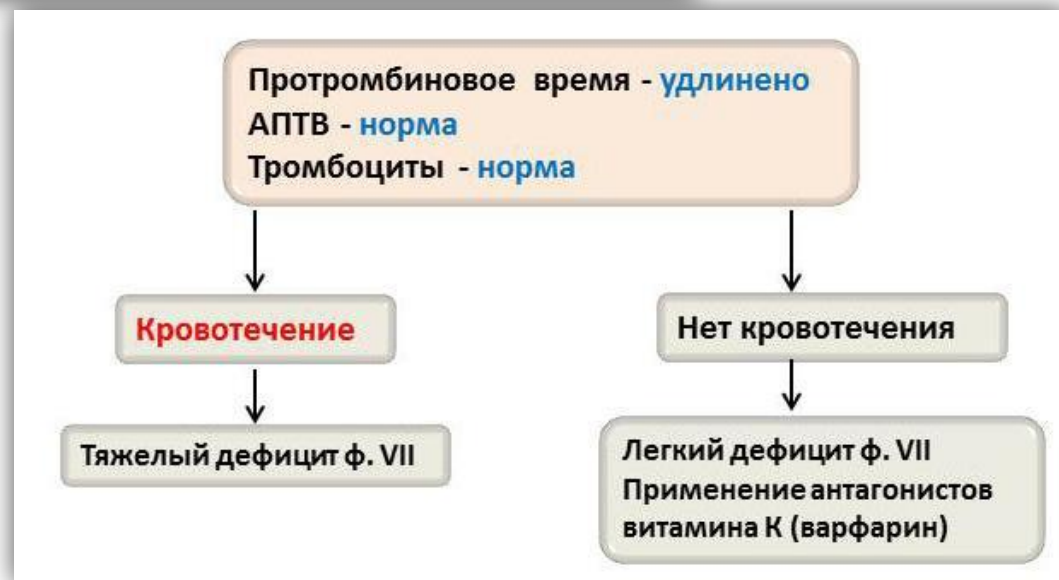 Протромбиновое время - удлинено
АПТВ - норма
Тромбоциты - норма
Кровотечение
Нет кровотечения
Тяжелый дефицит ф. VII
Легкий дефицит ф. VII
Применение антагонистов
витамина К (варфарин)